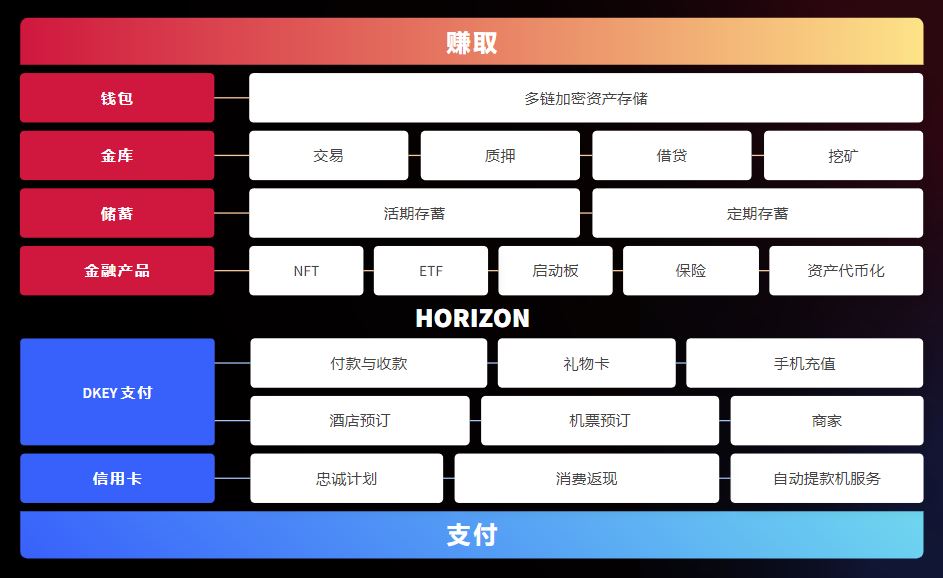 赚取
钱包
多链加密资产存储
金库
交易
质押
借贷
挖矿
储蓄
活期存蓄
定期存蓄
金融产品
NFT
ETF
启动板
保险
资产代币化
HORIZON
DKEY 支付
付款与收款
礼物卡
手机充值
酒店预订
机票预订
商家
信用卡
忠诚计划
消费返现
自动提款机服务
支付